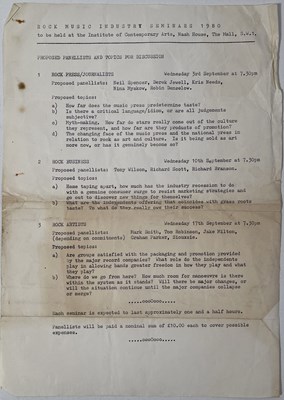 ROCK MUSIC INDUSTRY SEMINARS 1980
to be held at the Institute of Contemporary Arts, Nash House, The Mall, S.W.1.
PROPOSED PANELLISTS AND TOPICS FOR DISCUSSION
1 ROCK PRESS/JOURNALISTS Wednesday 3rd September at 7.30pm
Proposed panellists: Neil Spencer, Derek Jewell, Kris Needs,
Nina Myskow, Robin Denselow.
Proposed topics:
a) How far does the music press predetermine taste?
b) Is there a critical language/idiom, or are all judgements
subjective?
c) Myth-making. How far do stars really come out of the culture
they represent, and how far are they products of promotion?
d) The changing face of the music press and the national press in
relation to rock as art and culture. Is it being sold as art
more now, or has it genuinely become so?
2 ROCK BUSINESS Wednesday 10th September at 7.30pm
Proposed panellists: Tony Wilson, Richard Scott, Richard Branson.
Proposed topics:
a) Home taping apart, how much has the industry recession to do
with a genuine consumer surge to resist marketing strategies and
go out to discover new things for themselves?
b) What are the independents offering that coincides with grass roots
taste? To what do they really owe their success?
3 ROCK ARTISTS Wednesday 17th September at 7.30pm
Proposed panellists: Mark Smith, Tom Robinson, Jake Milton,
(depending on commitments) Graham Parker, Siouxsie.
Proposed topics:
a) Are groups satisfied with the packaging and promotion provided
by the major record companies? What role do the independents
play in allowing bands greater freedom in how they play and what
they play?
b) Where do we go from here? How much room for manoeuvre is there
within the system as it stands? Will there be major changes, or
will the situation continue until the major companies collapse
or merge?
.....ooo0ooo.....
Each seminar is expected to last approximately one and a half hours.
Panellists will be paid a nominal sum of £10.00 each to cover possible
expenses.
.....ooo0ooo.....